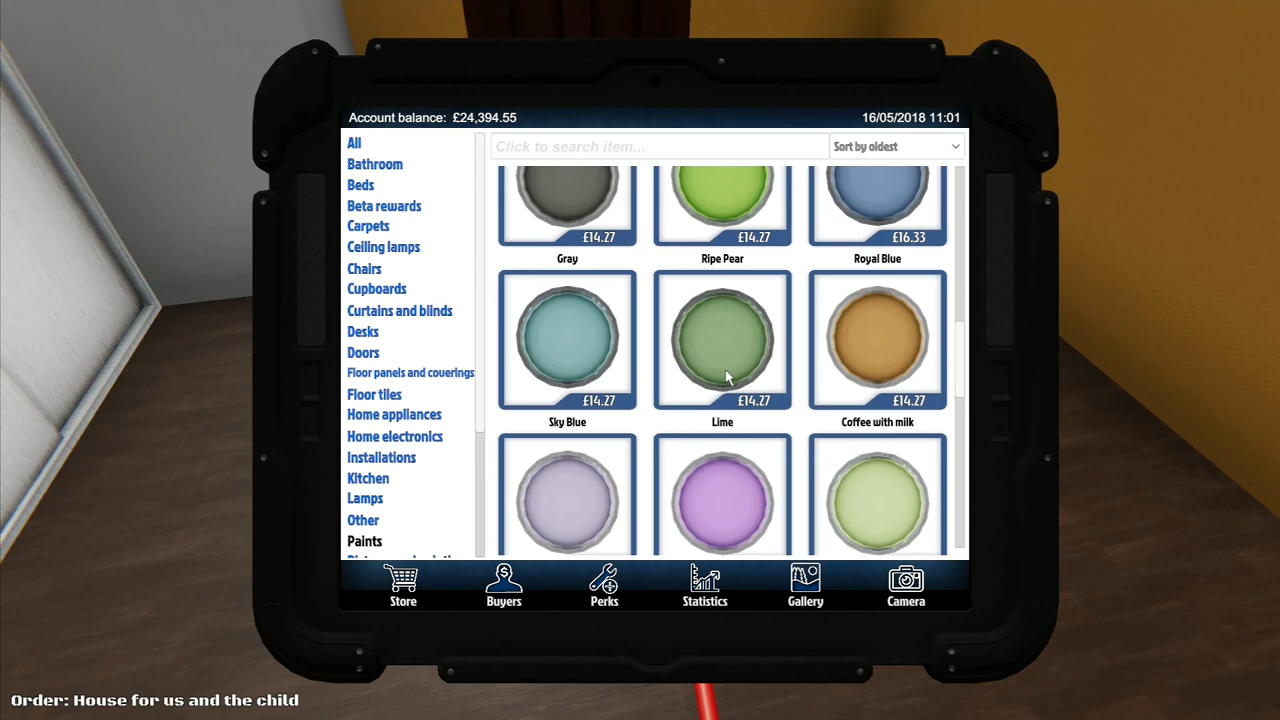 Account balance: £24,394.55
16/05/2018 11:01
Click to search item...
Sort by oldest
All
Bathroom
Beds
Beta rewards
Carpets
Ceiling lamps
Chairs
Cupboards
Curtains and blinds
Desks
Doors
Floor panels and coverings
Floor tiles
Home appliances
Home electronics
Installations
Kitchen
Lamps
Other
Paints
£14.27
£14.27
£16.33
Gray
Ripe Pear
Royal Blue
£14.27
£14.27
£14.27
Sky Blue
Lime
Coffee with milk
Store
Buyers
Perks
Statistics
Gallery
Camera
Order: House for us and the child